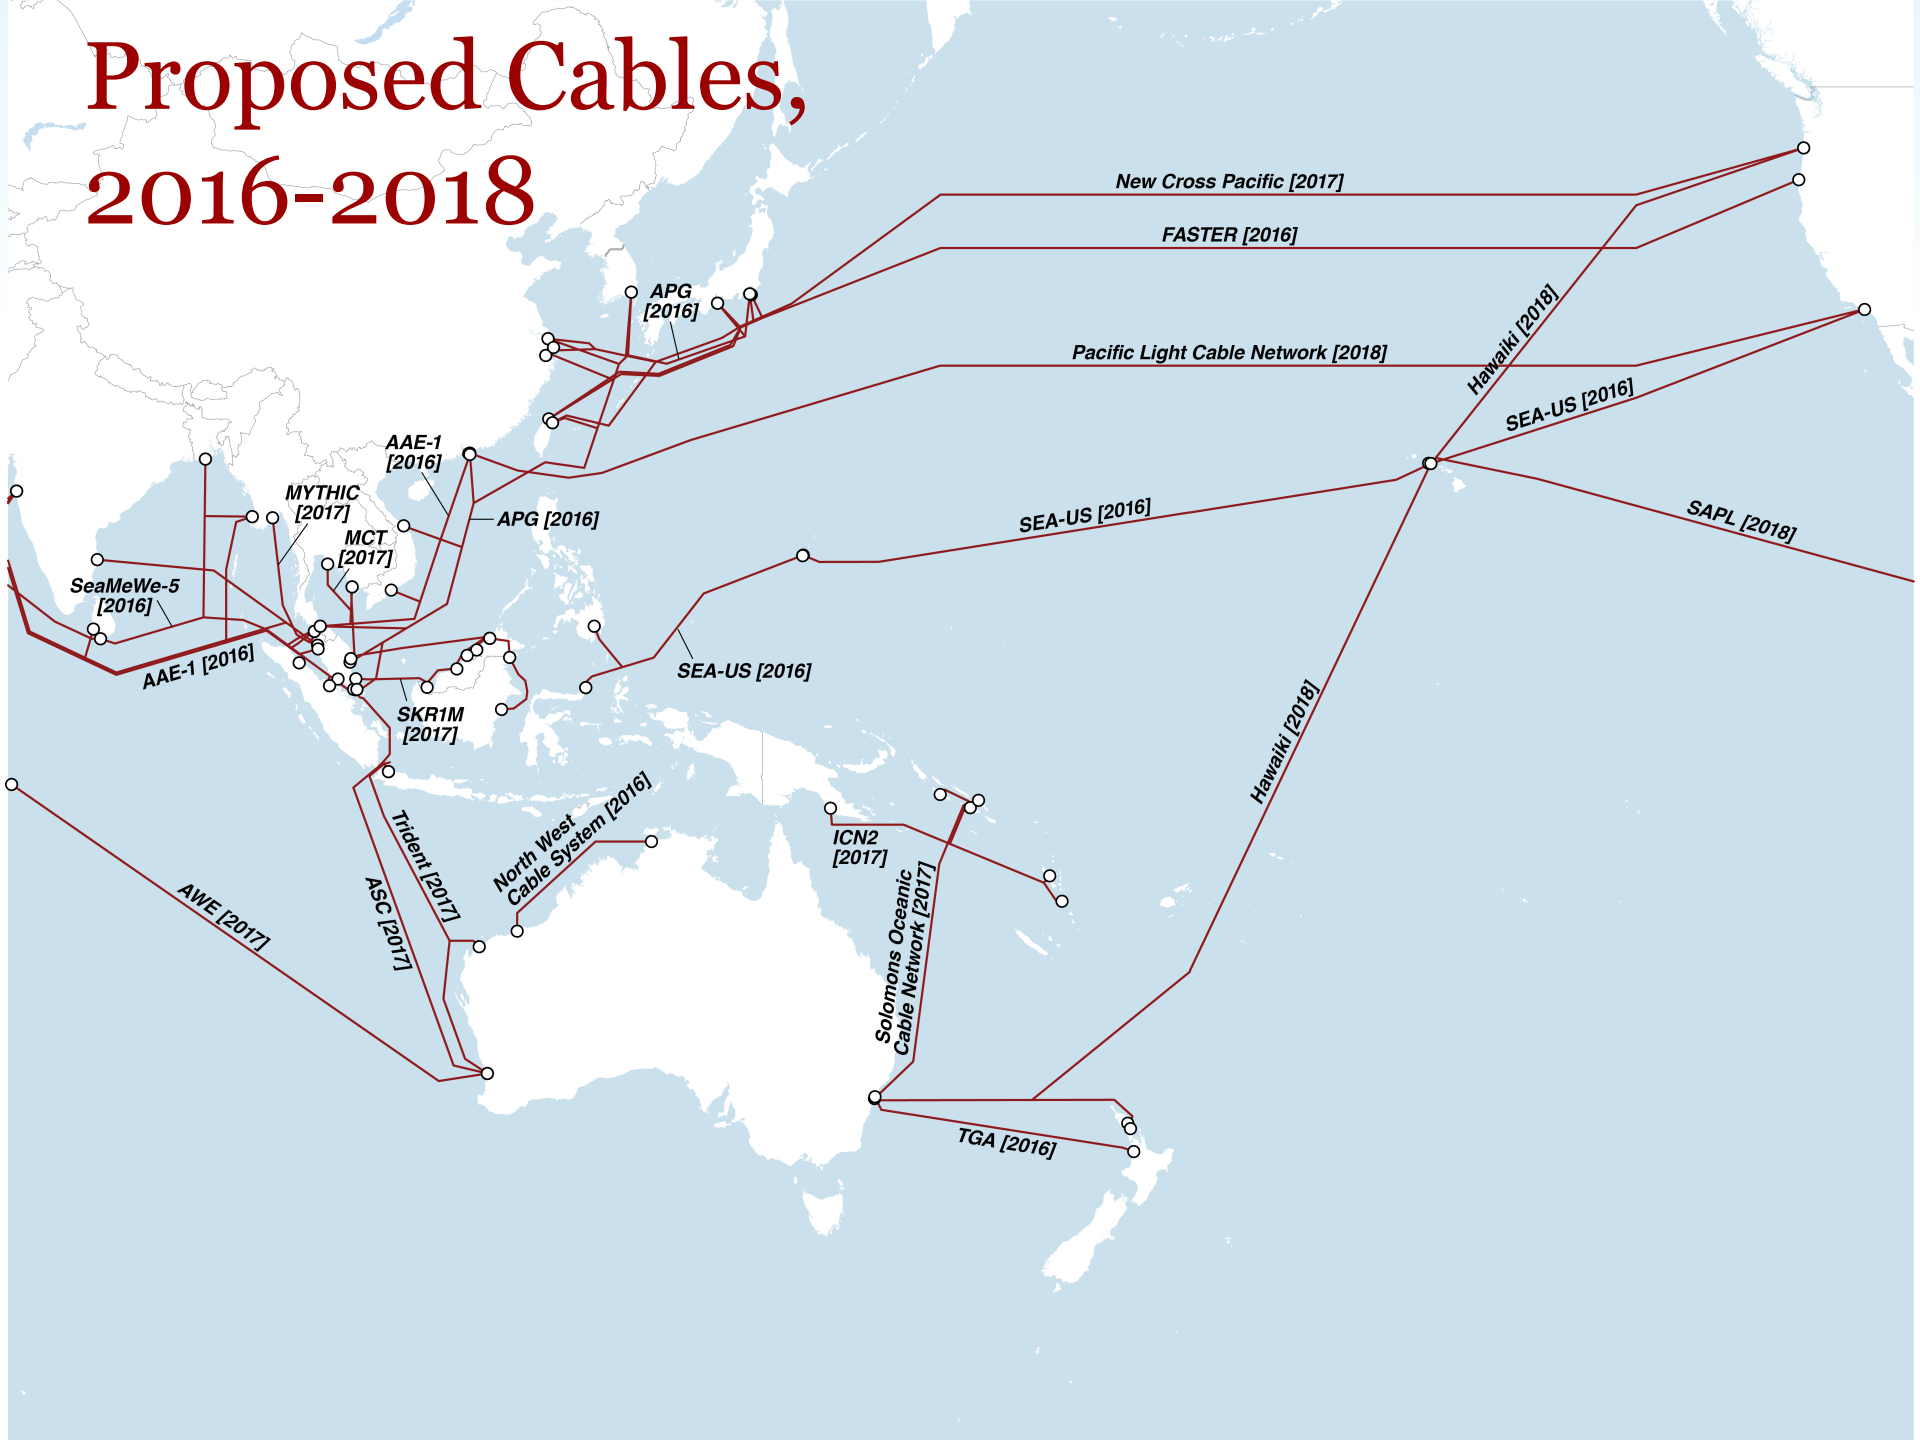 Proposed Cables,
2016-2018
New Cross Pacific [2017]
FASTER [2016]
APG
[2016]
Hawaiki [2018]
Pacific Light Cable Network [2018]
SEA-US [2016]
AAE-1
[2016]
MYTHIC
[2017]
APG [2016]
SEA-US [2016]
SAPL [2018]
MCT
[2017]
SeaMeWe-5
[2016]
AAE-1 [2016]
SEA-US [2016]
SKR1M
[2017]
Hawaiki [2018]
North West
Cable System [2016]
Trident [2017]
ICN2
[2017]
ASC [2017]
AWE [2017]
Solomons Oceanic
Cable Network [2017]
TGA [2016]